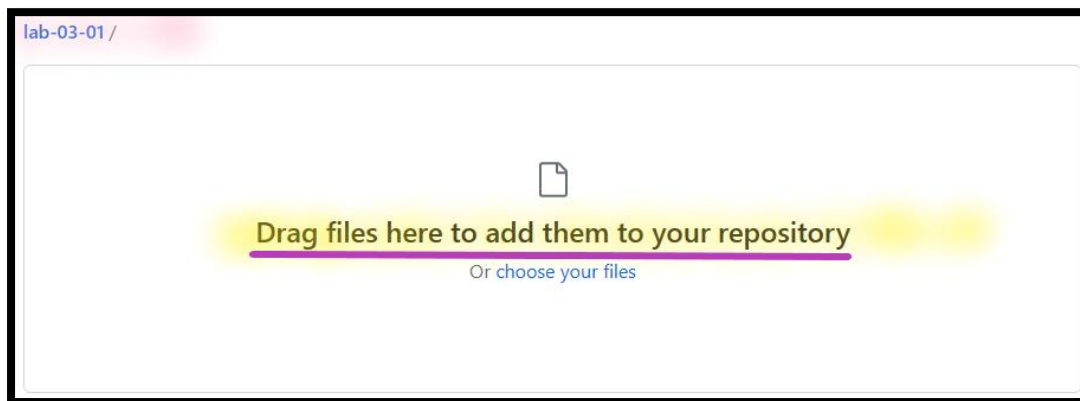 lab-03-01 /
Drag files here to add them to your repository
Or choose your files